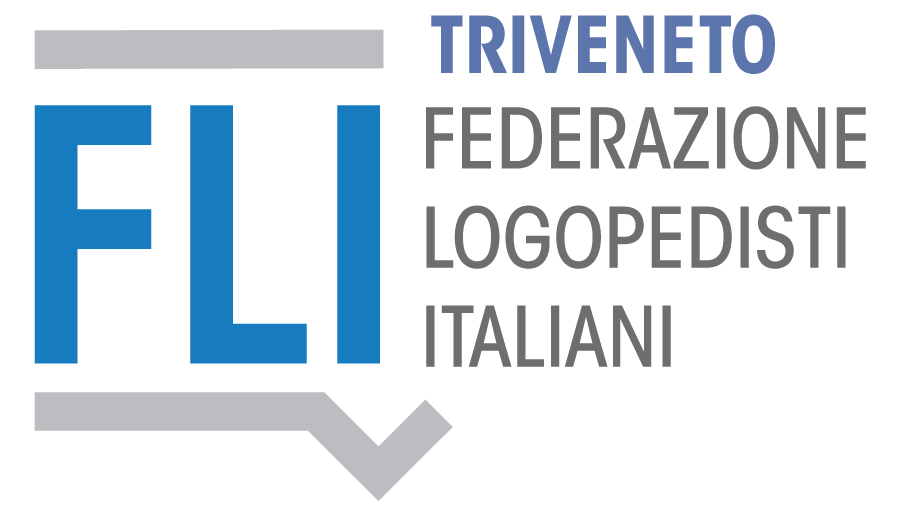 FLI
TRIVENETO
FEDERAZIONE
LOGOPEDISTI
ITALIANI